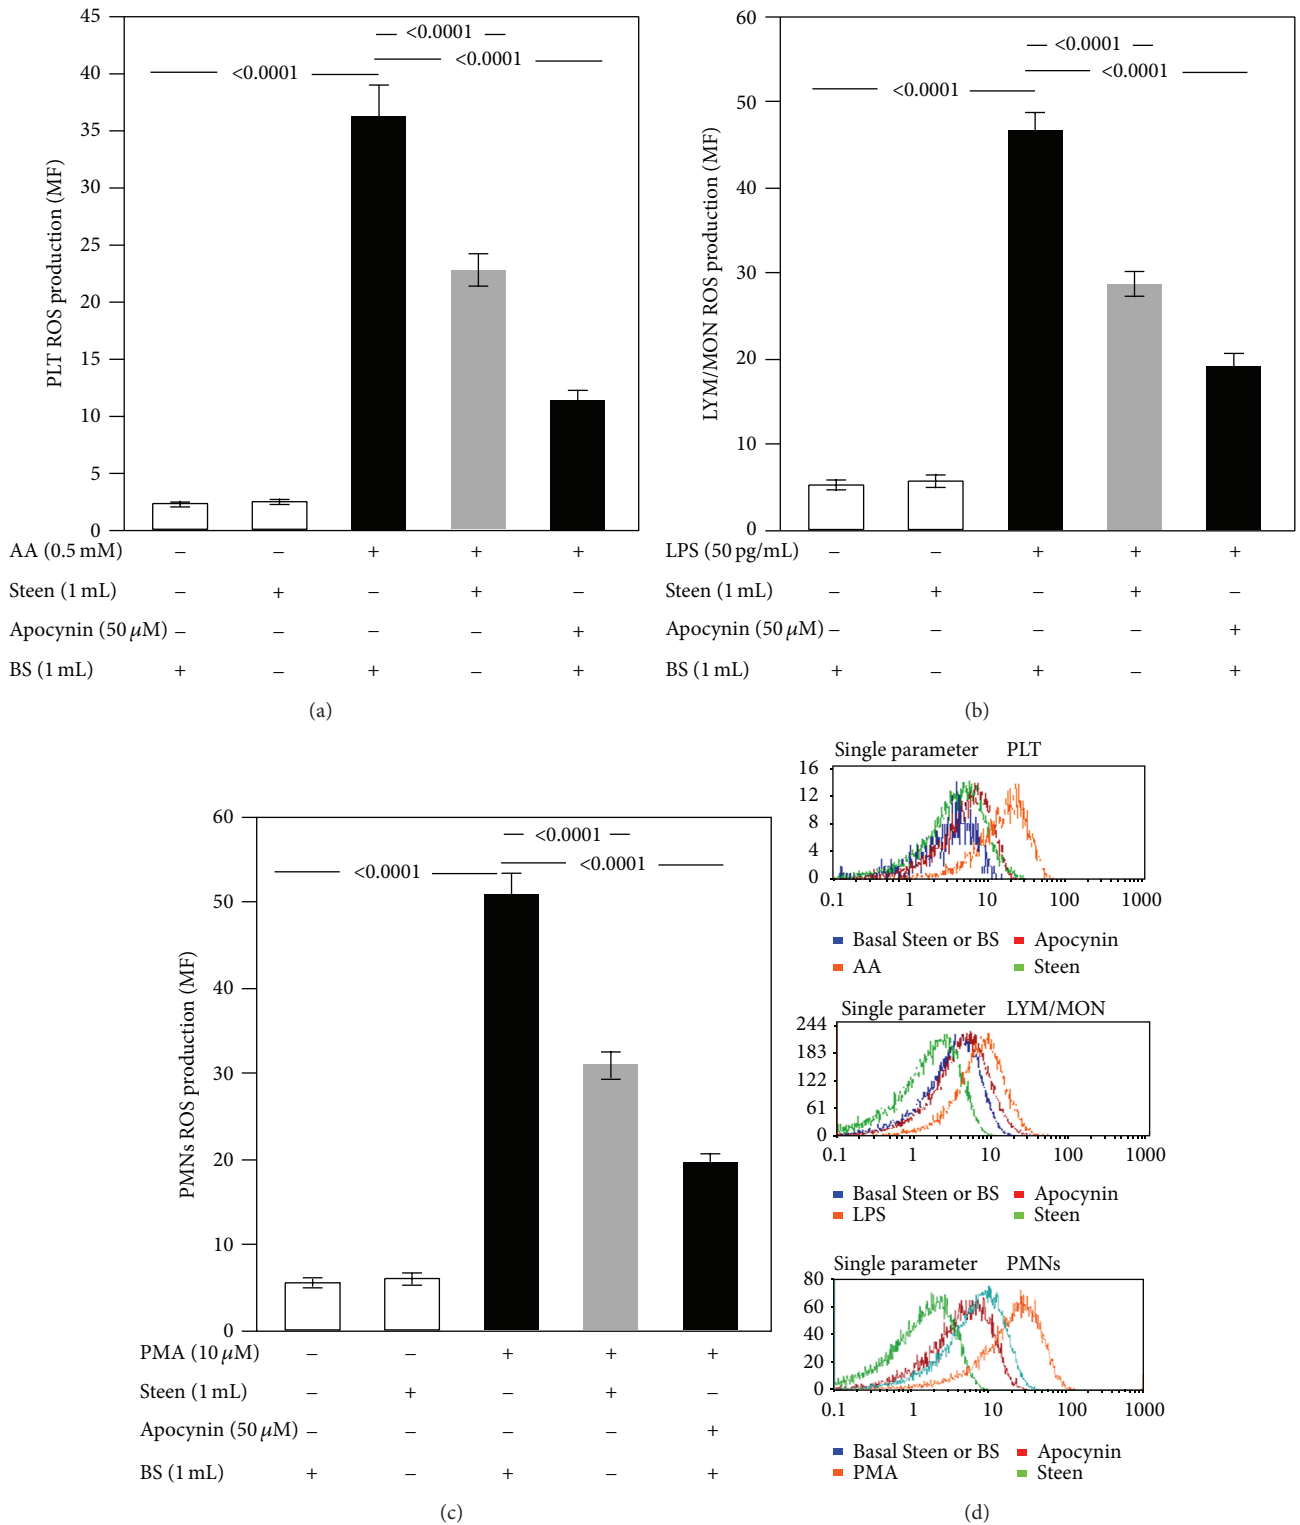 45
40
35
30
25
20
15
10
5
0
PLT ROS production (MF)
<0.0001
<0.0001
<0.0001
AA (0.5 mM) – – + + +
Steen (1 mL) – + – + –
Apocynin (50 μM) – – – – +
BS (1 mL) + – + – +
(a)
60
50
40
30
20
10
0
LYM/MON ROS production (MF)
<0.0001
<0.0001
<0.0001
LPS (50 pg/mL) – – + + +
Steen (1 mL) – + – + –
Apocynin (50 μM) – – – – +
BS (1 mL) + – + – +
(b)
60
50
40
30
20
10
0
PMNs ROS production (MF)
<0.0001
<0.0001
<0.0001
PMA (10 μM) – – + + +
Steen (1 mL) – + – + –
Apocynin (50 μM) – – – – +
BS (1 mL) + – + – +
(c)
Single parameter PLT
16
12
8
4
0
0.1 1 10 100 1000
Basal Steen or BS Apocynin
AA Steen
Single parameter LYM/MON
244
183
122
61
0
0.1 1 10 100 1000
Basal Steen or BS Apocynin
LPS Steen
Single parameter PMNs
80
60
40
20
0
0.1 1 10 100 1000
Basal Steen or BS Apocynin
PMA Steen
(d)